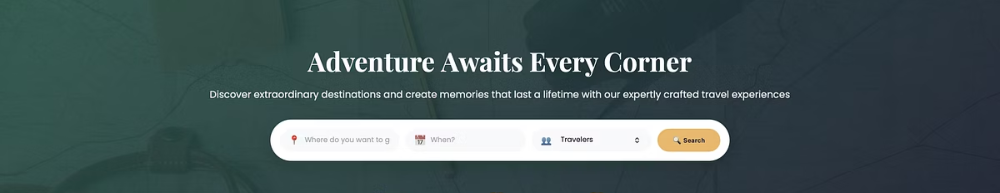 Adventure Awaits Every Corner
Discover extraordinary destinations and create memories that last a lifetime with our expertly crafted travel experiences
Where do you want to g
17 When?
Travelers
Search